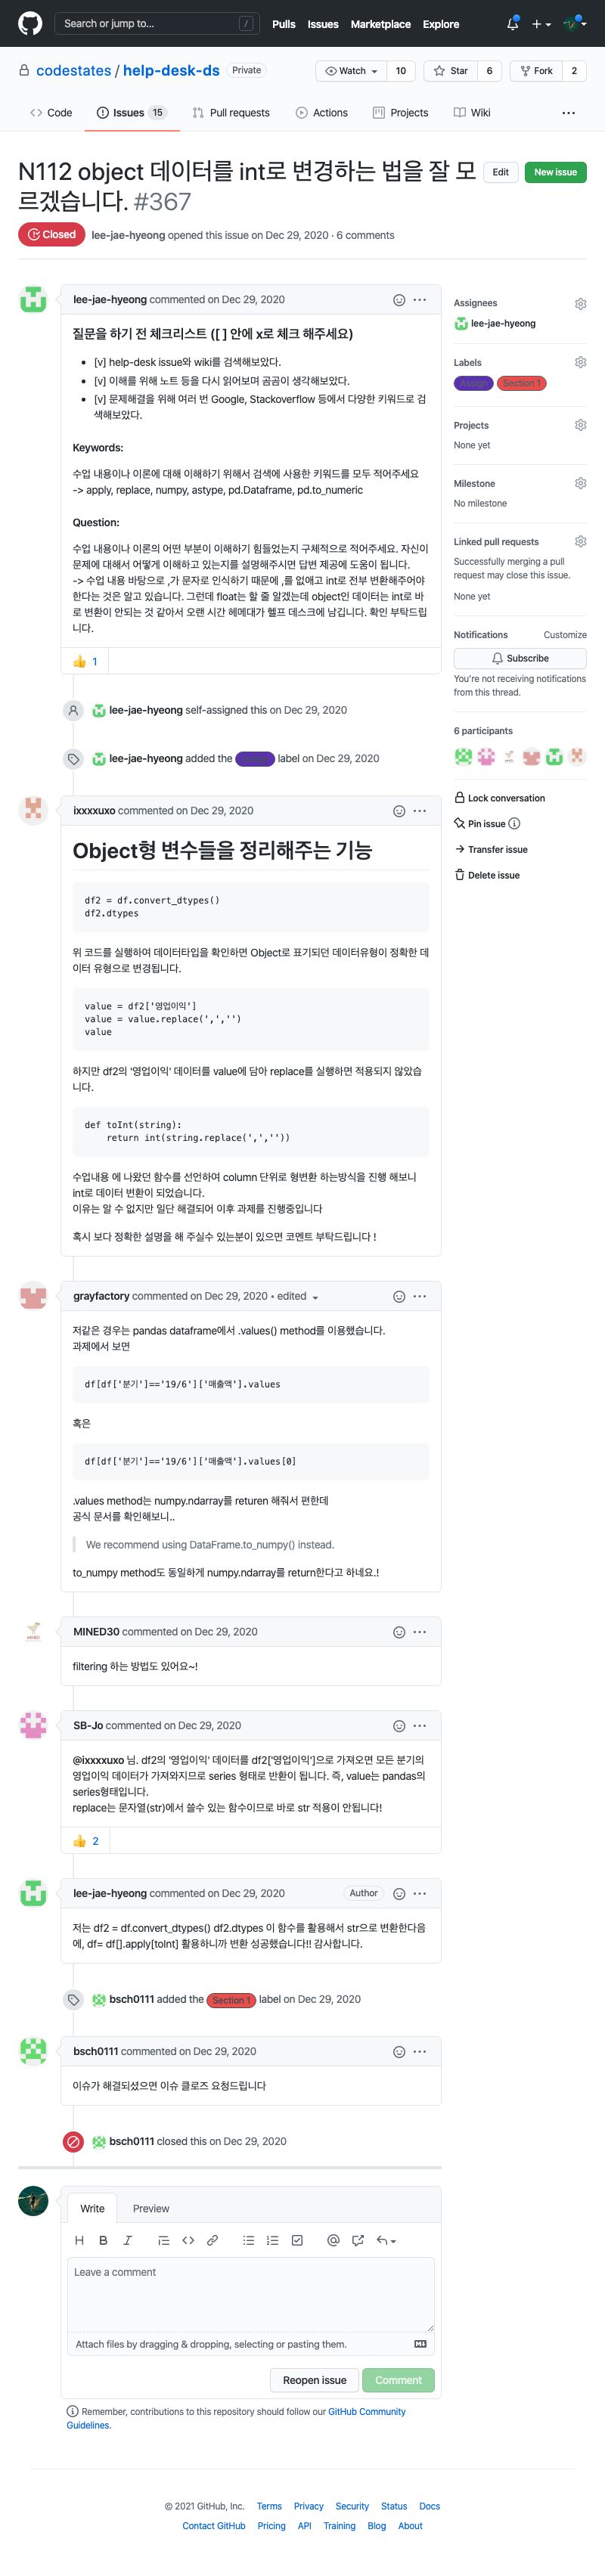 Search or jump to... /
Pulls Issues Marketplace Explore
codestates / help-desk-ds Private
Watch 10 Star 6 Fork 2
Code Issues 15 Pull requests Actions Projects Wiki ...
N112 object 데이터를 int로 변경하는 법을 잘 모
르겠습니다. #367
Edit New issue
Closed lee-jae-hyeong opened this issue on Dec 29, 2020 · 6 comments
lee-jae-hyeong commented on Dec 29, 2020
질문을 하기 전 체크리스트 ([ ] 안에 x로 체크 해주세요)
• [v] help-desk issue와 wiki를 검색해보았다.
• [v] 이해를 위해 노트 등을 다시 읽어보며 곰곰이 생각해보았다.
• [v] 문제해결을 위해 여러 번 Google, Stackoverflow 등에서 다양한 키워드로 검
색해보았다.
Keywords:
수업 내용이나 이론에 대해 이해하기 위해서 검색에 사용한 키워드를 모두 적어주세요
-> apply, replace, numpy, astype, pd.Dataframe, pd.to_numeric
Question:
수업 내용이나 이론의 어떤 부분이 이해하기 힘들었는지 구체적으로 적어주세요. 자신이
문제에 대해서 어떻게 이해하고 있는지를 설명해주시면 답변 제공에 도움이 됩니다.
-> 수업 내용 바탕으로 ,가 문자로 인식하기 때문에 ,를 없애고 int로 전부 변환해주어야
한다는 것은 알고 있습니다. 그런데 float는 할 줄 알겠는데 object인 데이터는 int로 바
로 변환이 안되는 것 같아서 오랜 시간 헤메대가 헬프 데스크에 남깁니다. 확인 부탁드립
니다.
👍 1
lee-jae-hyeong self-assigned this on Dec 29, 2020
lee-jae-hyeong added the Assign label on Dec 29, 2020
ixxxxuxo commented on Dec 29, 2020
Object형 변수들을 정리해주는 기능
df2 = df.convert_dtypes()
df2.dtypes
위 코드를 실행하여 데이터타입을 확인하면 Object로 표기되던 데이터유형이 정확한 데
이터 유형으로 변경됩니다.
value = df2['영업이익']
value = value.replace(',','')
value
하지만 df2의 '영업이익' 데이터를 value에 담아 replace를 실행하면 적용되지 않았습
니다.
def toInt(string):
return int(string.replace(',',''))
수업내용 에 나왔던 함수를 선언하여 column 단위로 형변환 하는방식을 진행 해보니
int로 데이터 변환이 되었습니다.
이유는 알 수 없지만 일단 해결되어 이후 과제를 진행중입니다
혹시 보다 정확한 설명을 해 주실수 있는분이 있으면 코멘트 부탁드립니다 !
grayfactory commented on Dec 29, 2020 • edited
저같은 경우는 pandas dataframe에서 .values() method를 이용했습니다.
과제에서 보면
df[df['분기']=='19/6']['매출액'].values
혹은
df[df['분기']=='19/6']['매출액'].values[0]
.values method는 numpy.ndarray를 returen 해줘서 편한데
공식 문서를 확인해보니..
We recommend using DataFrame.to_numpy() instead.
to_numpy method도 동일하게 numpy.ndarray를 return한다고 하네요.!
MINED30 commented on Dec 29, 2020
filtering 하는 방법도 있어요~!
SB-Jo commented on Dec 29, 2020
@ixxxxuxo 님. df2의 '영업이익' 데이터를 df2['영업이익']으로 가져오면 모든 분기의
영업이익 데이터가 가져와지므로 series 형태로 반환이 됩니다. 즉, value는 pandas의
series형태입니다.
replace는 문자열(str)에서 쓸수 있는 함수이므로 바로 str 적용이 안됩니다!
👍 2
lee-jae-hyeong commented on Dec 29, 2020 Author
저는 df2 = df.convert_dtypes() df2.dtypes 이 함수를 활용해서 str으로 변환한다음
에, df= df[].apply[toInt] 활용하니까 변환 성공했습니다!! 감사합니다.
bsch0111 added the Section 1 label on Dec 29, 2020
bsch0111 commented on Dec 29, 2020
이슈가 해결되셨으면 이슈 클로즈 요청드립니다
bsch0111 closed this on Dec 29, 2020
Write Preview
H B I
Leave a comment
Attach files by dragging & dropping, selecting or pasting them.
Reopen issue Comment
Remember, contributions to this repository should follow our GitHub Community
Guidelines.
Assignees
lee-jae-hyeong
Labels
Assign Section 1
Projects
None yet
Milestone
No milestone
Linked pull requests
Successfully merging a pull
request may close this issue.
None yet
Notifications Customize
Subscribe
You're not receiving notifications
from this thread.
6 participants
Lock conversation
Pin issue
Transfer issue
Delete issue
© 2021 GitHub, Inc. Terms Privacy Security Status Docs
Contact GitHub Pricing API Training Blog About